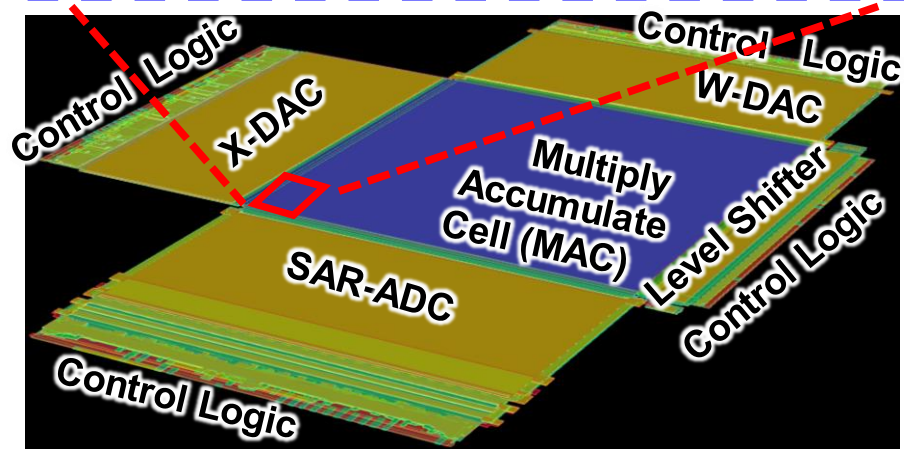 Control Logic
X-DAC
Control Logic
W-DAC
Multiply
Accumulate
Cell (MAC)
Level Shifter
Control Logic
SAR-ADC
Control Logic